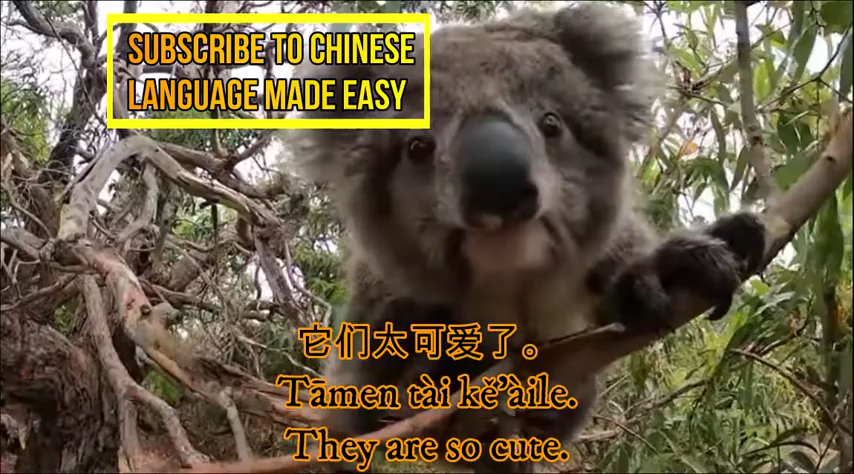 SUBSCRIBE TO CHINESE
LANGUAGE MADE EASY
它们太可爱了。
Tāmen tài kě'àile.
They are so cute.